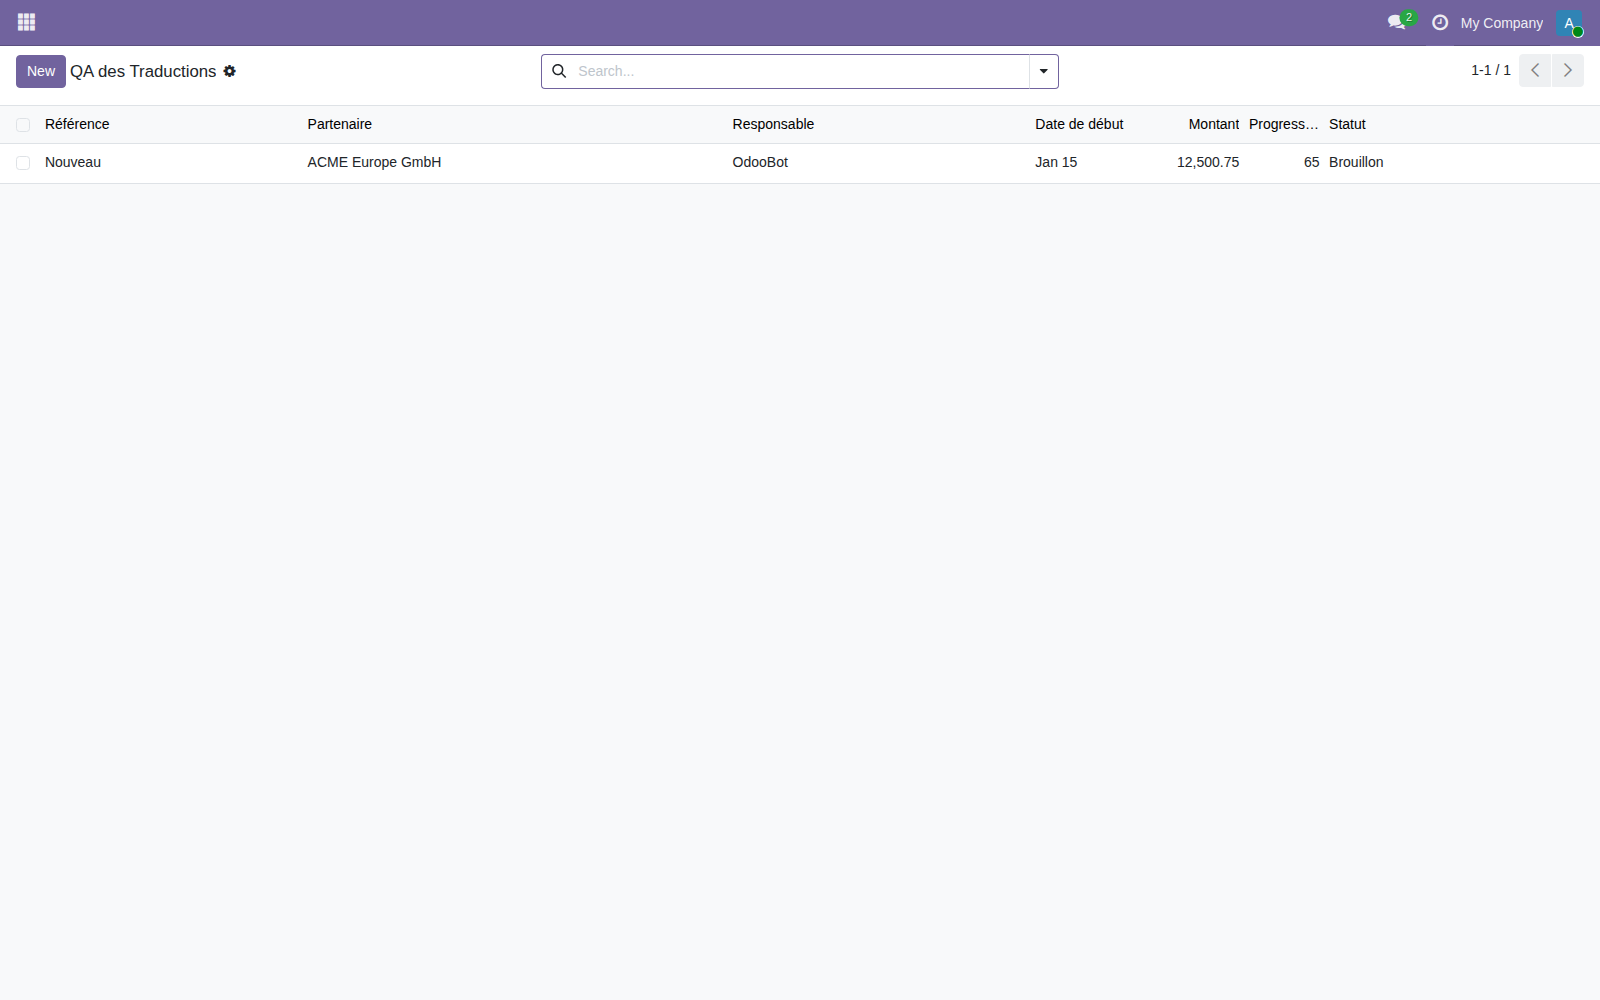 2
My Company
A
New
QA des Traductions
Search...
1-1 / 1
Référence Partenaire Responsable Date de début Montant Progress… Statut
Nouveau ACME Europe GmbH OdooBot Jan 15 12,500.75 65 Brouillon